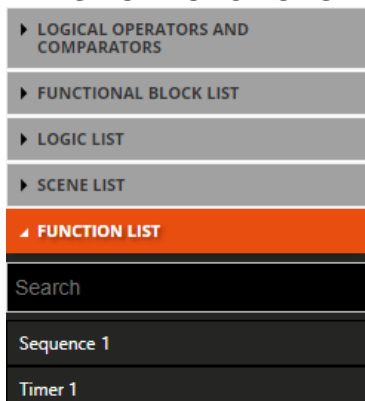 LOGICAL OPERATORS AND
COMPARATORS
FUNCTIONAL BLOCK LIST
LOGIC LIST
SCENE LIST
FUNCTION LIST
Search
Sequence 1
Timer 1